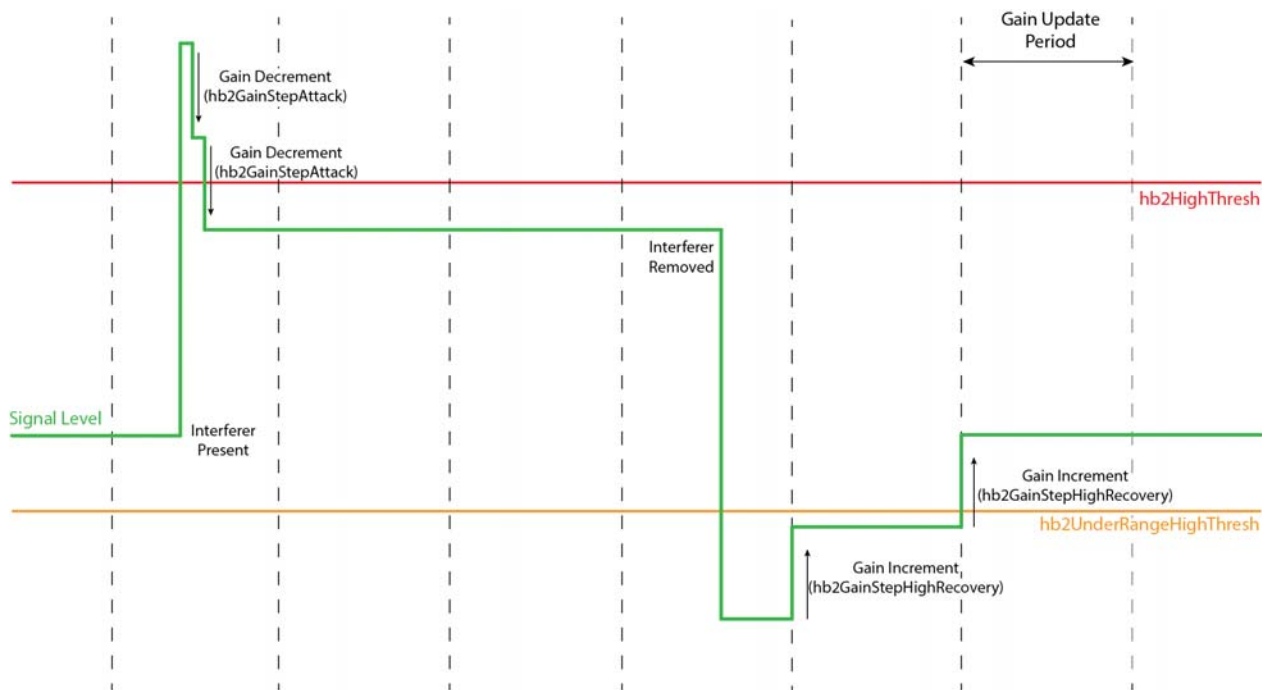 Gain Update
Period
Gain Decrement
(hb2GainStepAttack)
Gain Decrement
(hb2GainStepAttack)
hb2HighThresh
Interferer
Removed
Signal Level
Interferer
Present
Gain Increment
(hb2GainStepHighRecovery)
hb2UnderRangeHighThresh
Gain Increment
(hb2GainStepHighRecovery)